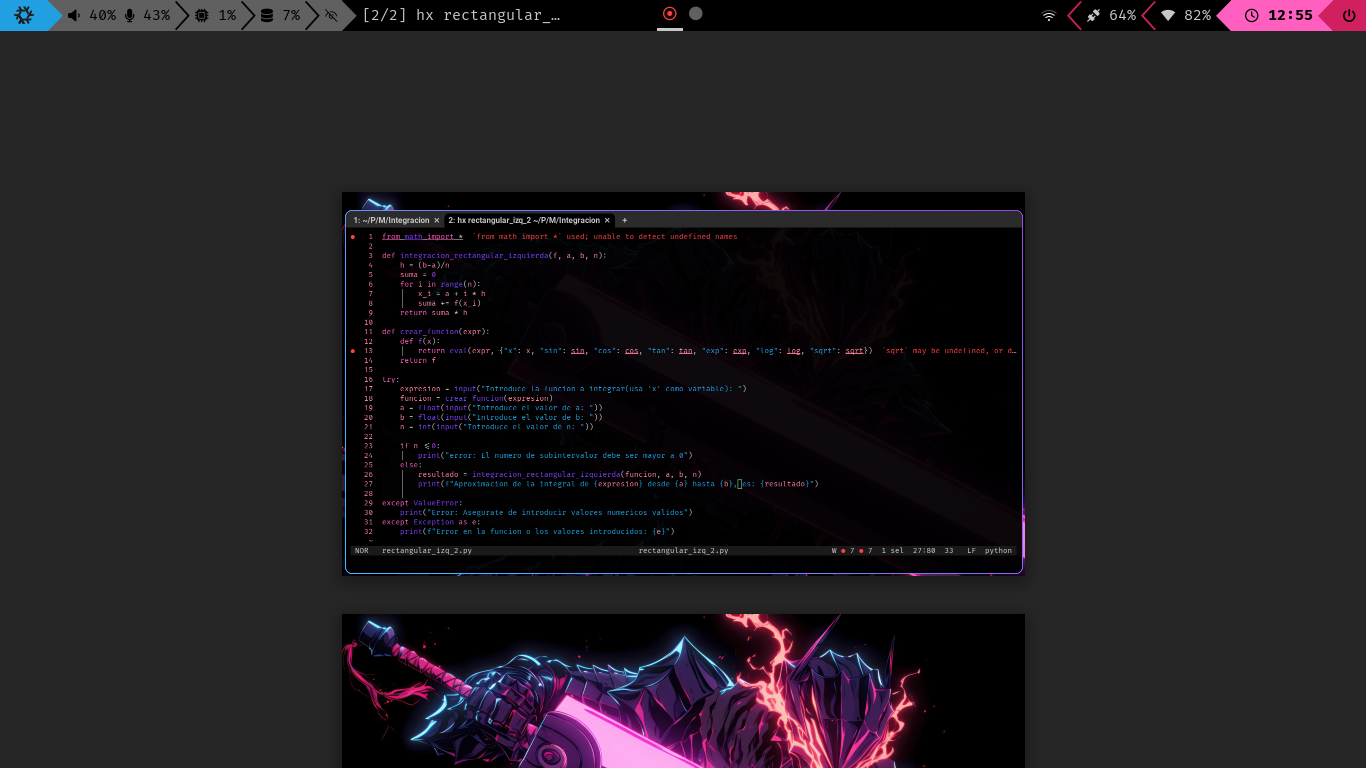 40% 43% 1% 7% [2/2] hx rectangular_… 64% 82% 12:55
1: ~/P/M/Integracion × 2: hx rectangular_izq_2 ~/P/M/Integracion × +
1 from math import * `from math import *` used; unable to detect undefined names
2
3 def integracion_rectangular_izquierda(f, a, b, n):
4 h = (b-a)/n
5 suma = 0
6 for i in range(n):
7 x_i = a + i * h
8 suma += f(x_i)
9 return suma * h
10
11 def crear_funcion(expr):
12 def f(x):
13 return eval(expr, {"x": x, "sin": sin, "cos": cos, "tan": tan, "exp": exp, "log": log, "sqrt": sqrt}) `sqrt` may be undefined, or d…
14 return f
15
16 try:
17 expresion = input("Introduce la funcion a integrar(usa 'x' como variable): ")
18 funcion = crear_funcion(expresion)
19 a = float(input("Introduce el valor de a: "))
20 b = float(input("Introduce el valor de b: "))
21 n = int(input("Introduce el valor de n: "))
22
23 if n <=0:
24 print("error: El numero de subintervalor debe ser mayor a 0")
25 else:
26 resultado = integracion_rectangular_izquierda(funcion, a, b, n)
27 print(f"Aproximacion de la integral de {expresion} desde {a} hasta {b}, es: {resultado}")
28
29 except ValueError:
30 print("Error: Asegurate de introducir valores numericos validos")
31 except Exception as e:
32 print(f"Error en la funcion o los valores introducidos: {e}")
~
NOR rectangular_izq_2.py rectangular_izq_2.py W ● 7 ● 7 1 sel 27:80 33 LF python